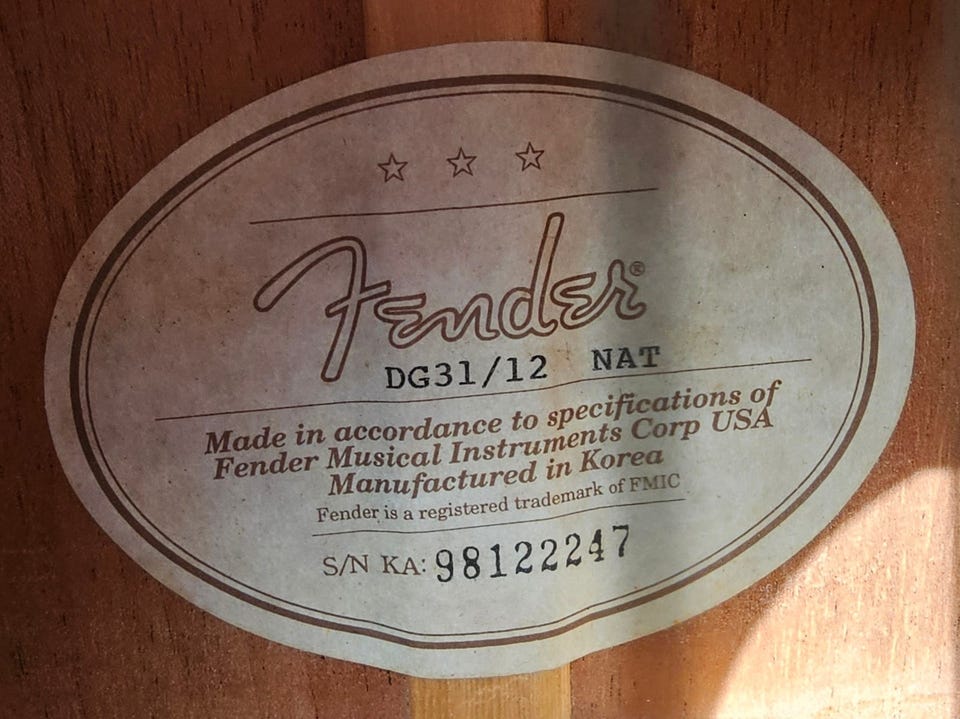 Fender®
DG31/12 NAT
Made in accordance to specifications of
Fender Musical Instruments Corp USA
Manufactured in Korea
Fender is a registered trademark of FMIC
S/N KA: 98122247